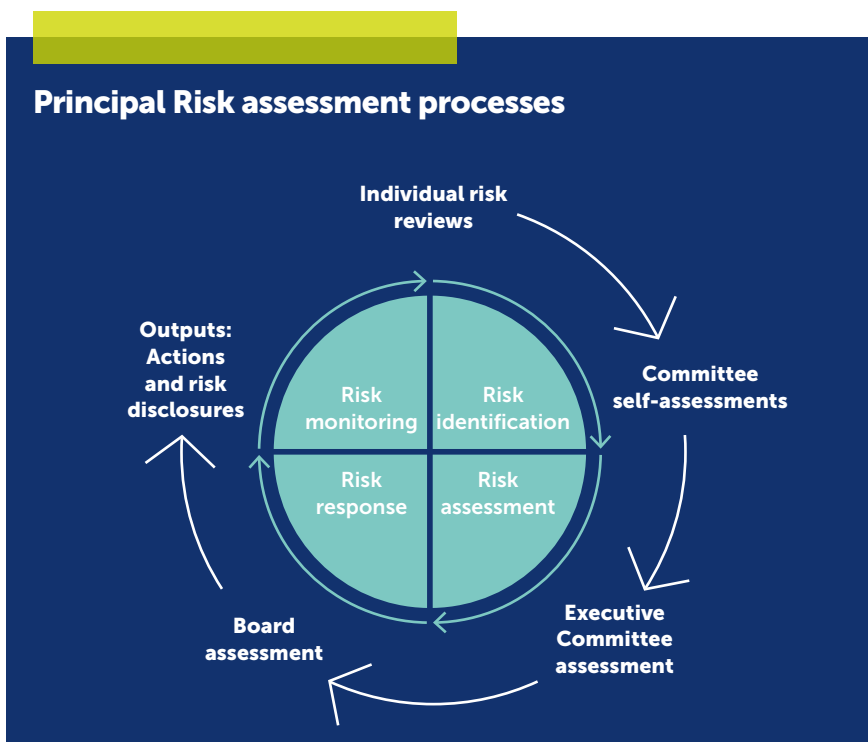 Principal Risk assessment processes
Individual risk
reviews
Committee
self-assessments
Executive
Committee
assessment
Board
assessment
Outputs:
Actions
and risk
disclosures
Risk
monitoring
Risk
identification
Risk
response
Risk
assessment